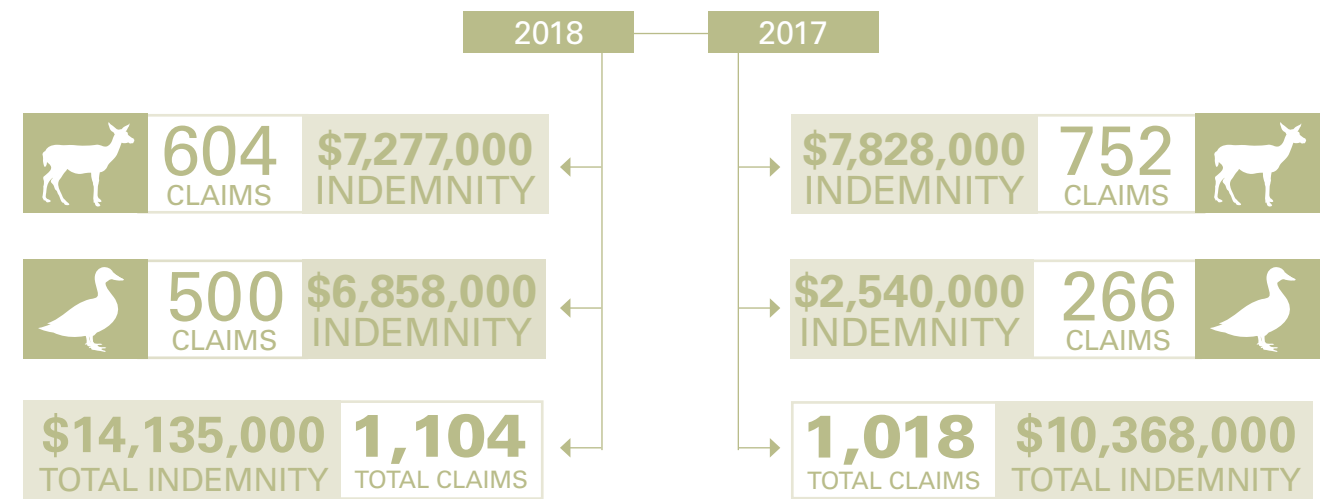 2018
2017
604
CLAIMS
$7,277,000
INDEMNITY
$7,828,000
INDEMNITY
752
CLAIMS
500
CLAIMS
$6,858,000
INDEMNITY
$2,540,000
INDEMNITY
266
CLAIMS
$14,135,000
TOTAL INDEMNITY
1,104
TOTAL CLAIMS
1,018
TOTAL CLAIMS
$10,368,000
TOTAL INDEMNITY